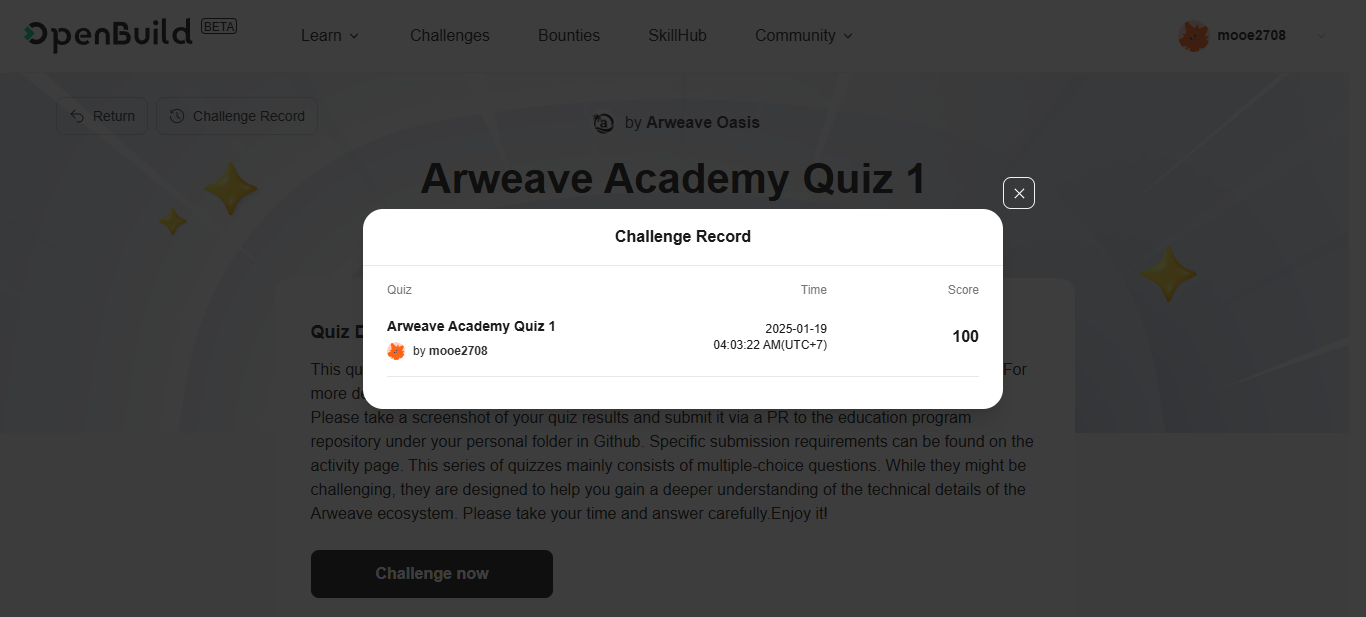 OpenBuild BETA
Learn Challenges Bounties SkillHub Community mooe2708
Return Challenge Record
by Arweave Oasis
Arweave Academy Quiz 1
Challenge Record
Quiz Time Score
Arweave Academy Quiz 1
by mooe2708
2025-01-19
04:03:22 AM(UTC+7)
100
Quiz D
This qu For
more de
Please take a screenshot of your quiz results and submit it via a PR to the education program
repository under your personal folder in Github. Specific submission requirements can be found on the
activity page. This series of quizzes mainly consists of multiple-choice questions. While they might be
challenging, they are designed to help you gain a deeper understanding of the technical details of the
Arweave ecosystem. Please take your time and answer carefully.Enjoy it!
Challenge now